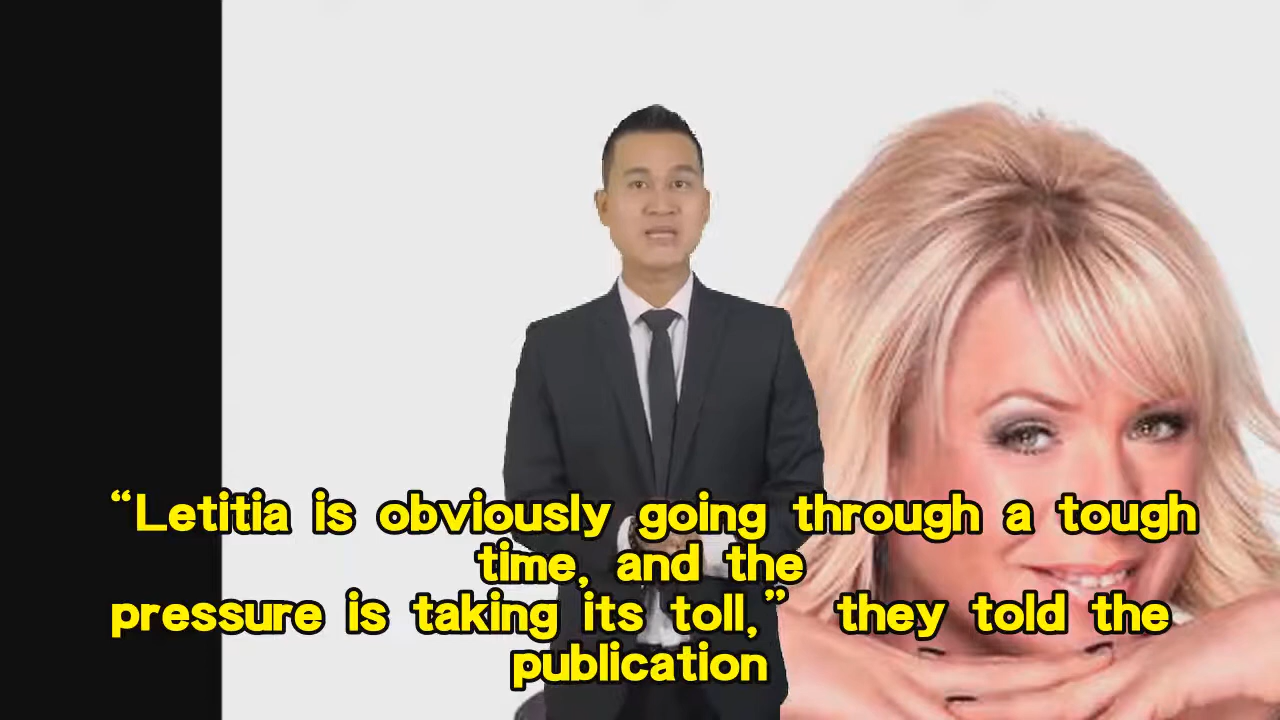 “Letitia is obviously going through a tough
time, and the
pressure is taking its toll,” they told the
publication